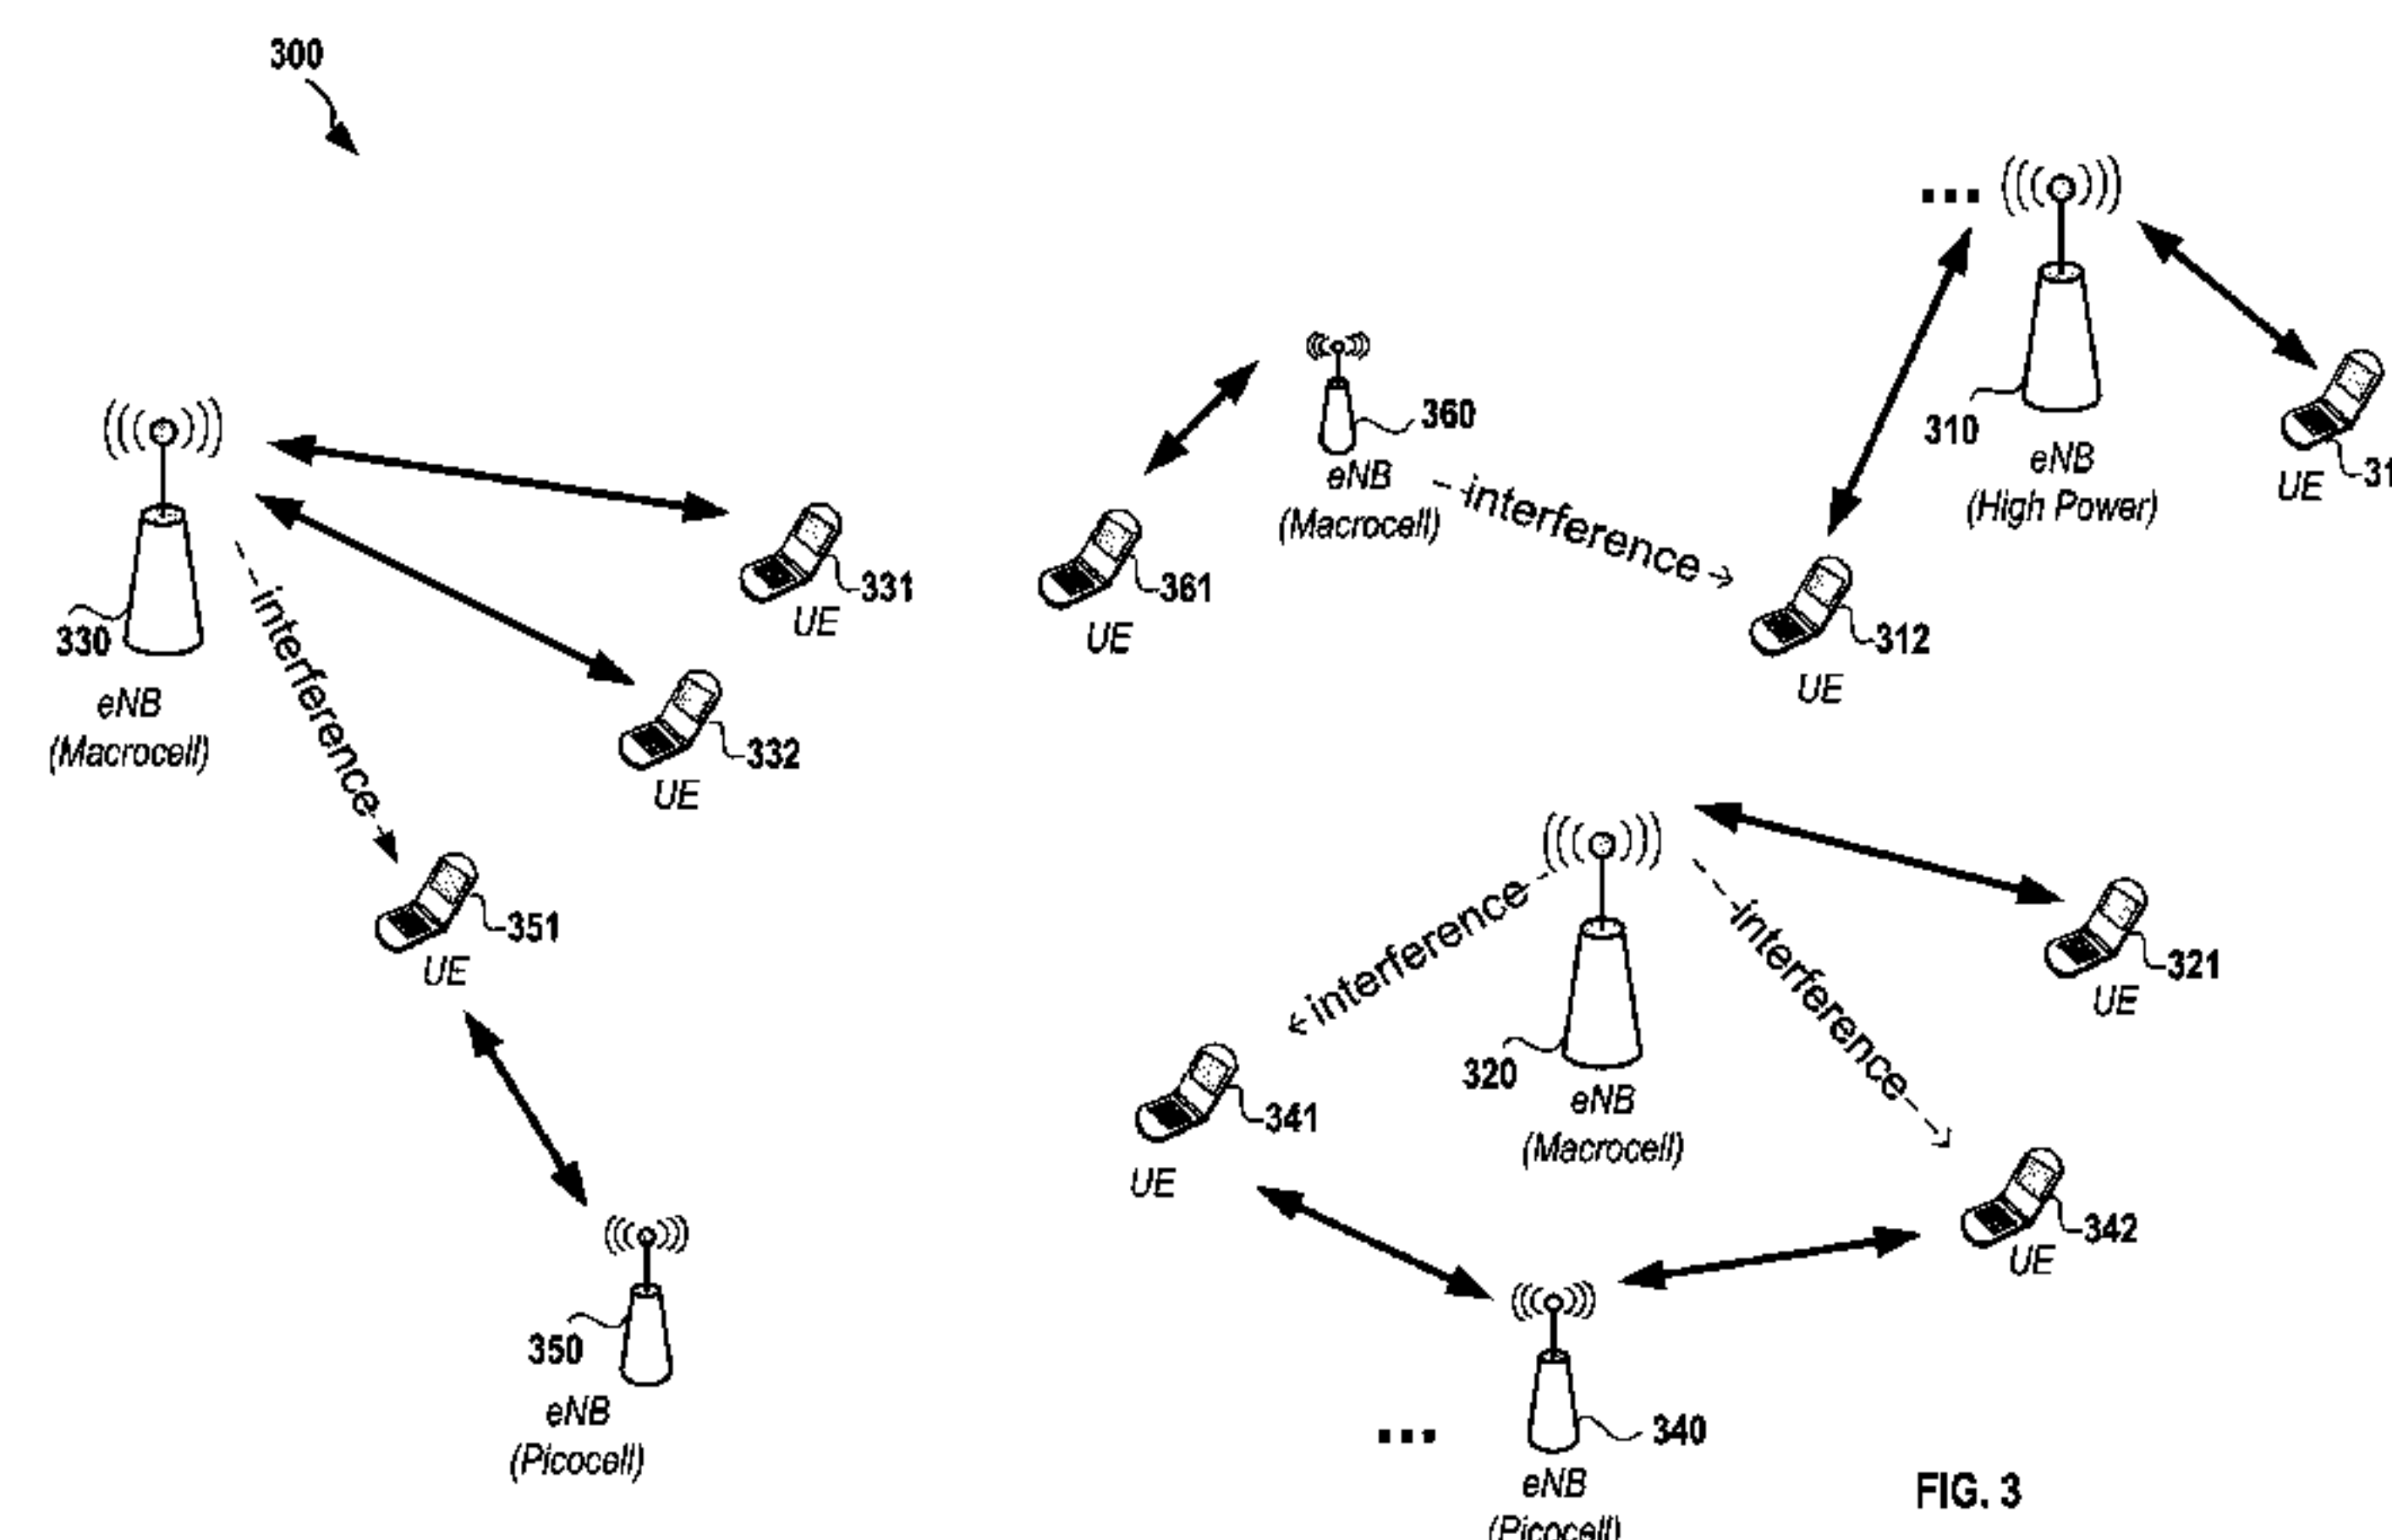 300
310
eNB
(High Power)
UE
360
eNB
(Macrocell)
interference
312
UE
330
eNB
(Macrocell)
331
UE
361
UE
332
UE
interference
351
UE
350
eNB
(Picocell)
320
eNB
(Macrocell)
interference
interference
321
UE
341
UE
342
UE
340
eNB
(Picocell)
FIG. 3